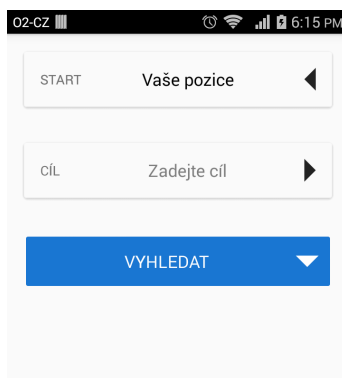 O2-CZ 6:15 PM
START Vaše pozice
CÍL Zadejte cíl
VYHLEDAT